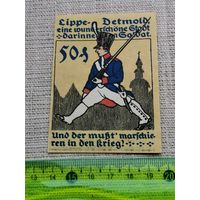 Lippe-Detmold
eine wunderschöne Stadt
darinnen ein Soldat.
50₰
Und der mußt' marschie-
ren in den Krieg?